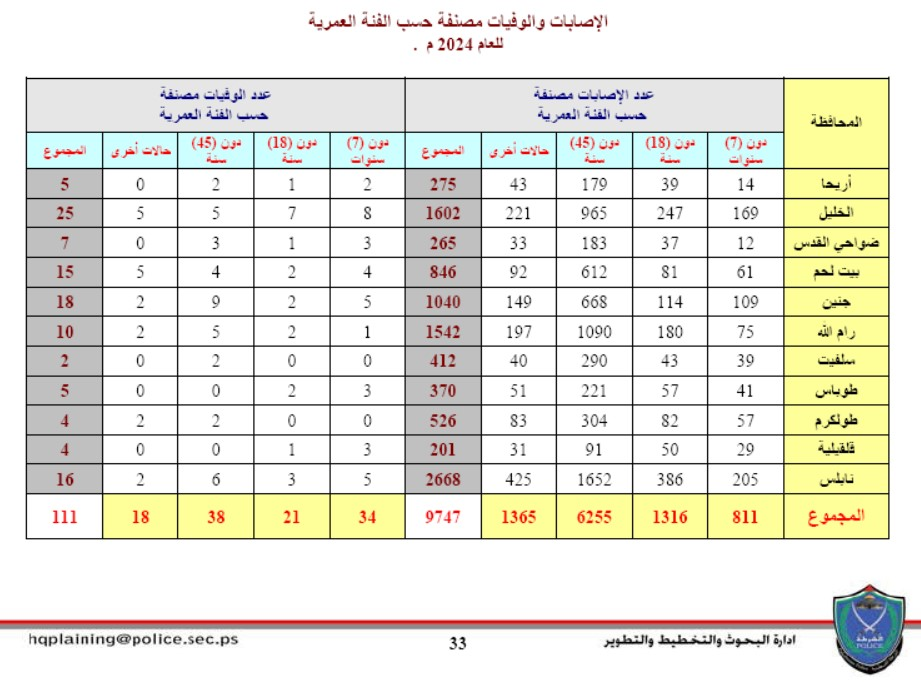 الإصابات والوفيات مصنفة حسب الفئة العمرية
للعام 2024 م .
المحافظة عدد الإصابات مصنفة حسب الفئة العمرية عدد الوفيات مصنفة حسب الفئة العمرية
دون (7) سنوات دون (18) سنة دون (45) سنة حالات أخرى المجموع دون (7) سنوات دون (18) سنة دون (45) سنة حالات أخرى المجموع
أريحا 14 39 179 43 275 2 1 2 0 5
الخليل 169 247 965 221 1602 8 7 5 5 25
ضواحي القدس 12 37 183 33 265 3 1 3 0 7
بيت لحم 61 81 612 92 846 4 2 4 5 15
جنين 109 114 668 149 1040 5 2 9 2 18
رام الله 75 180 1090 197 1542 1 2 5 2 10
سلفيت 39 43 290 40 412 0 0 2 0 2
طوباس 41 57 221 51 370 3 2 0 0 5
طولكرم 57 82 304 83 526 0 0 2 2 4
قلقيلية 29 50 91 31 201 3 1 0 0 4
نابلس 205 386 1652 425 2668 5 3 6 2 16
المجموع 811 1316 6255 1365 9747 34 21 38 18 111
ادارة البحوث والتخطيط والتطوير
33
hqplaining@police.sec.ps
الشرطة
POLICE